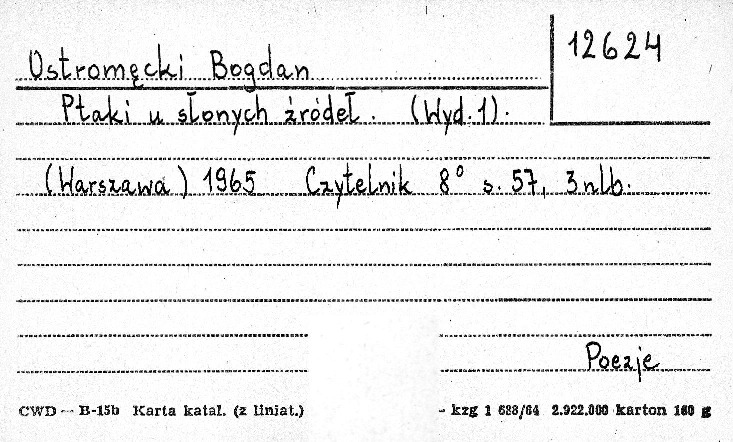 12624
Ostromęcki Bogdan
Ptaki u słonych źródeł. (Wyd. 1).
(Warszawa) 1965 Czytelnik 8° s. 57, 3 nlb.
Poezje
CWD — B-15b Karta katal. (z liniat.) - kzg 1 688/64 2.922.000 karton 160 g